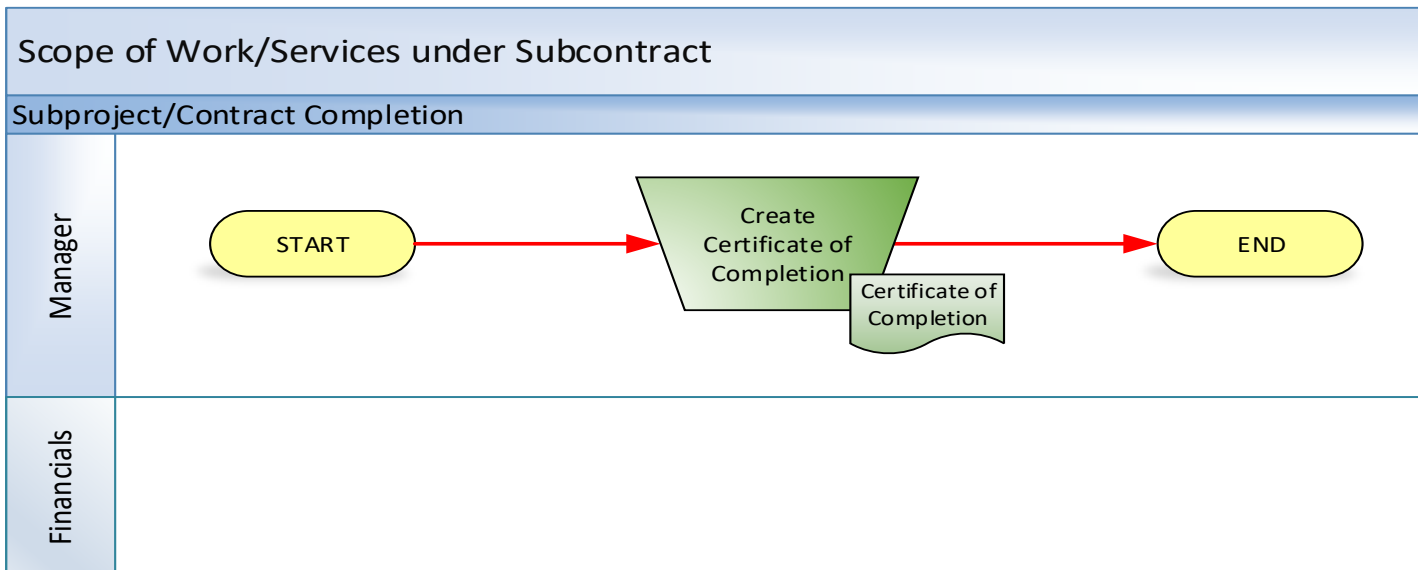 Scope of Work/Services under Subcontract
Subproject/Contract Completion
Manager
START
Create
Certificate of
Completion
Certificate of
Completion
END
Financials